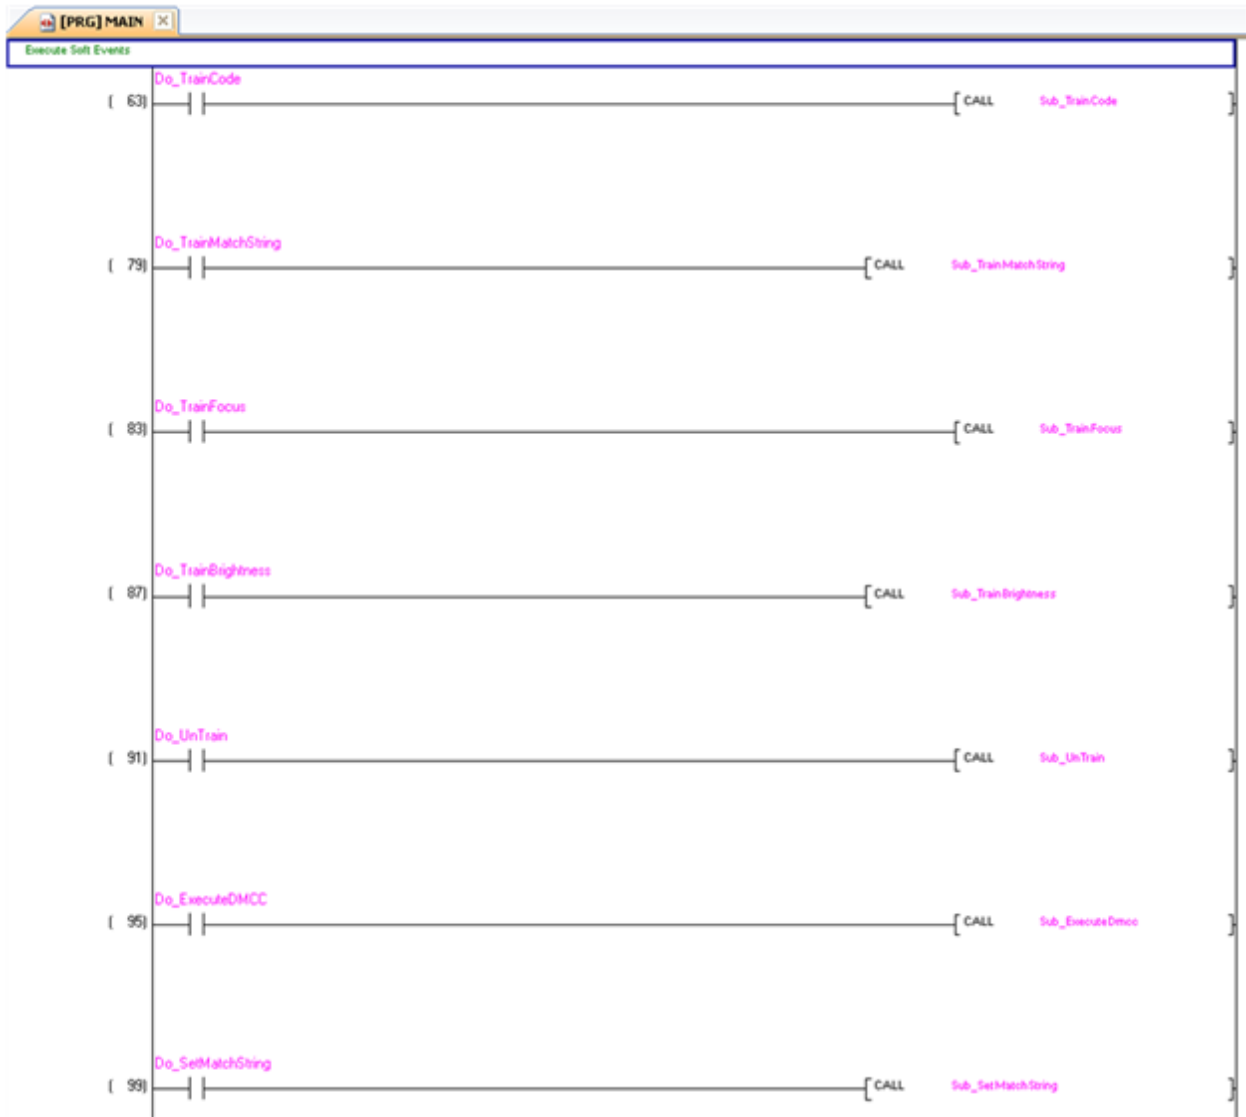 [PRG] MAIN
Execute Soft Events
Do_TrainCode
( 63) CALL Sub_TrainCode
Do_TrainMatchString
( 79) CALL Sub_TrainMatchString
Do_TrainFocus
( 83) CALL Sub_TrainFocus
Do_TrainBrightness
( 87) CALL Sub_TrainBrightness
Do_UnTrain
( 91) CALL Sub_UnTrain
Do_ExecuteDMCC
( 95) CALL Sub_ExecuteDmcc
Do_SetMatchString
( 99) CALL Sub_SetMatchString